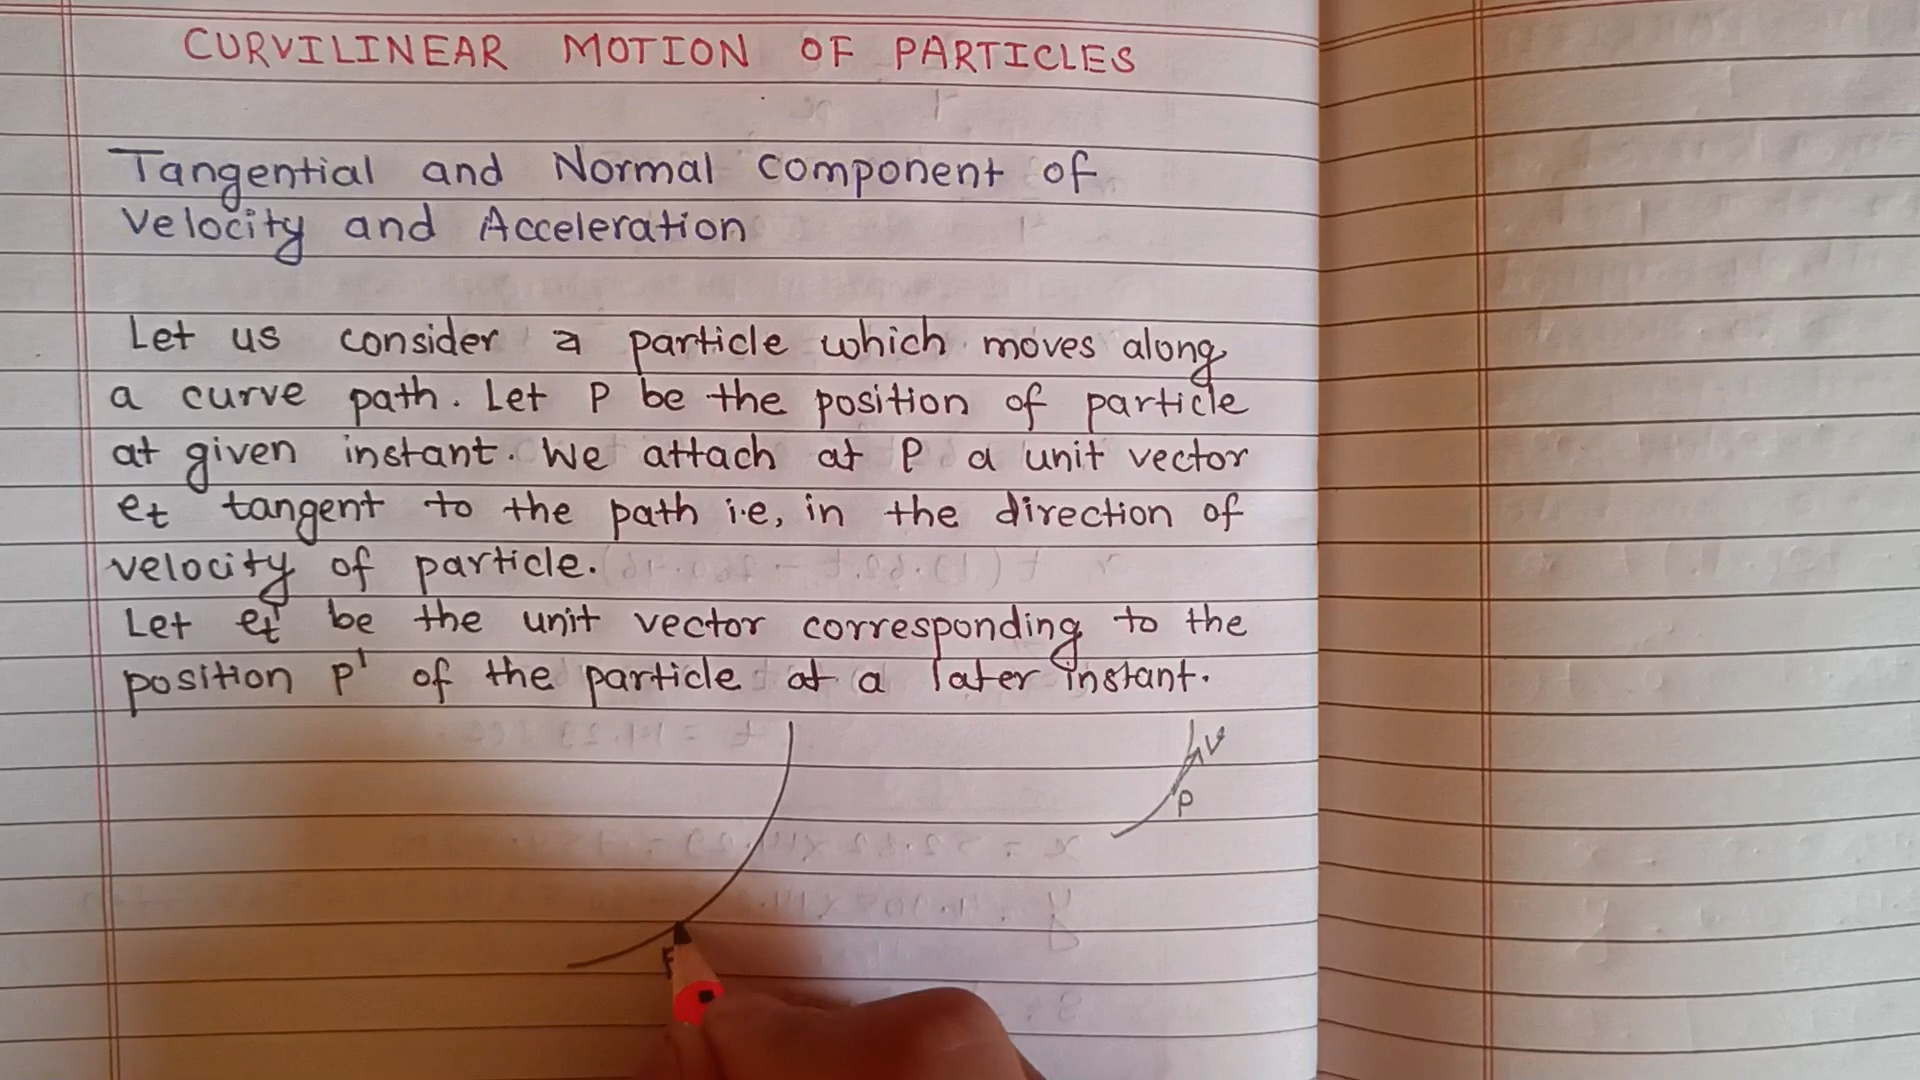 CURVILINEAR MOTION OF PARTICLES
Tangential and Normal component of
Velocity and Acceleration
Let us consider a particle which moves along
a curve path. Let P be the position of particle
at given instant. We attach at P a unit vector
et tangent to the path i.e, in the direction of
velocity of particle.
Let et' be the unit vector corresponding to the
position P' of the particle at a later instant.
v
P